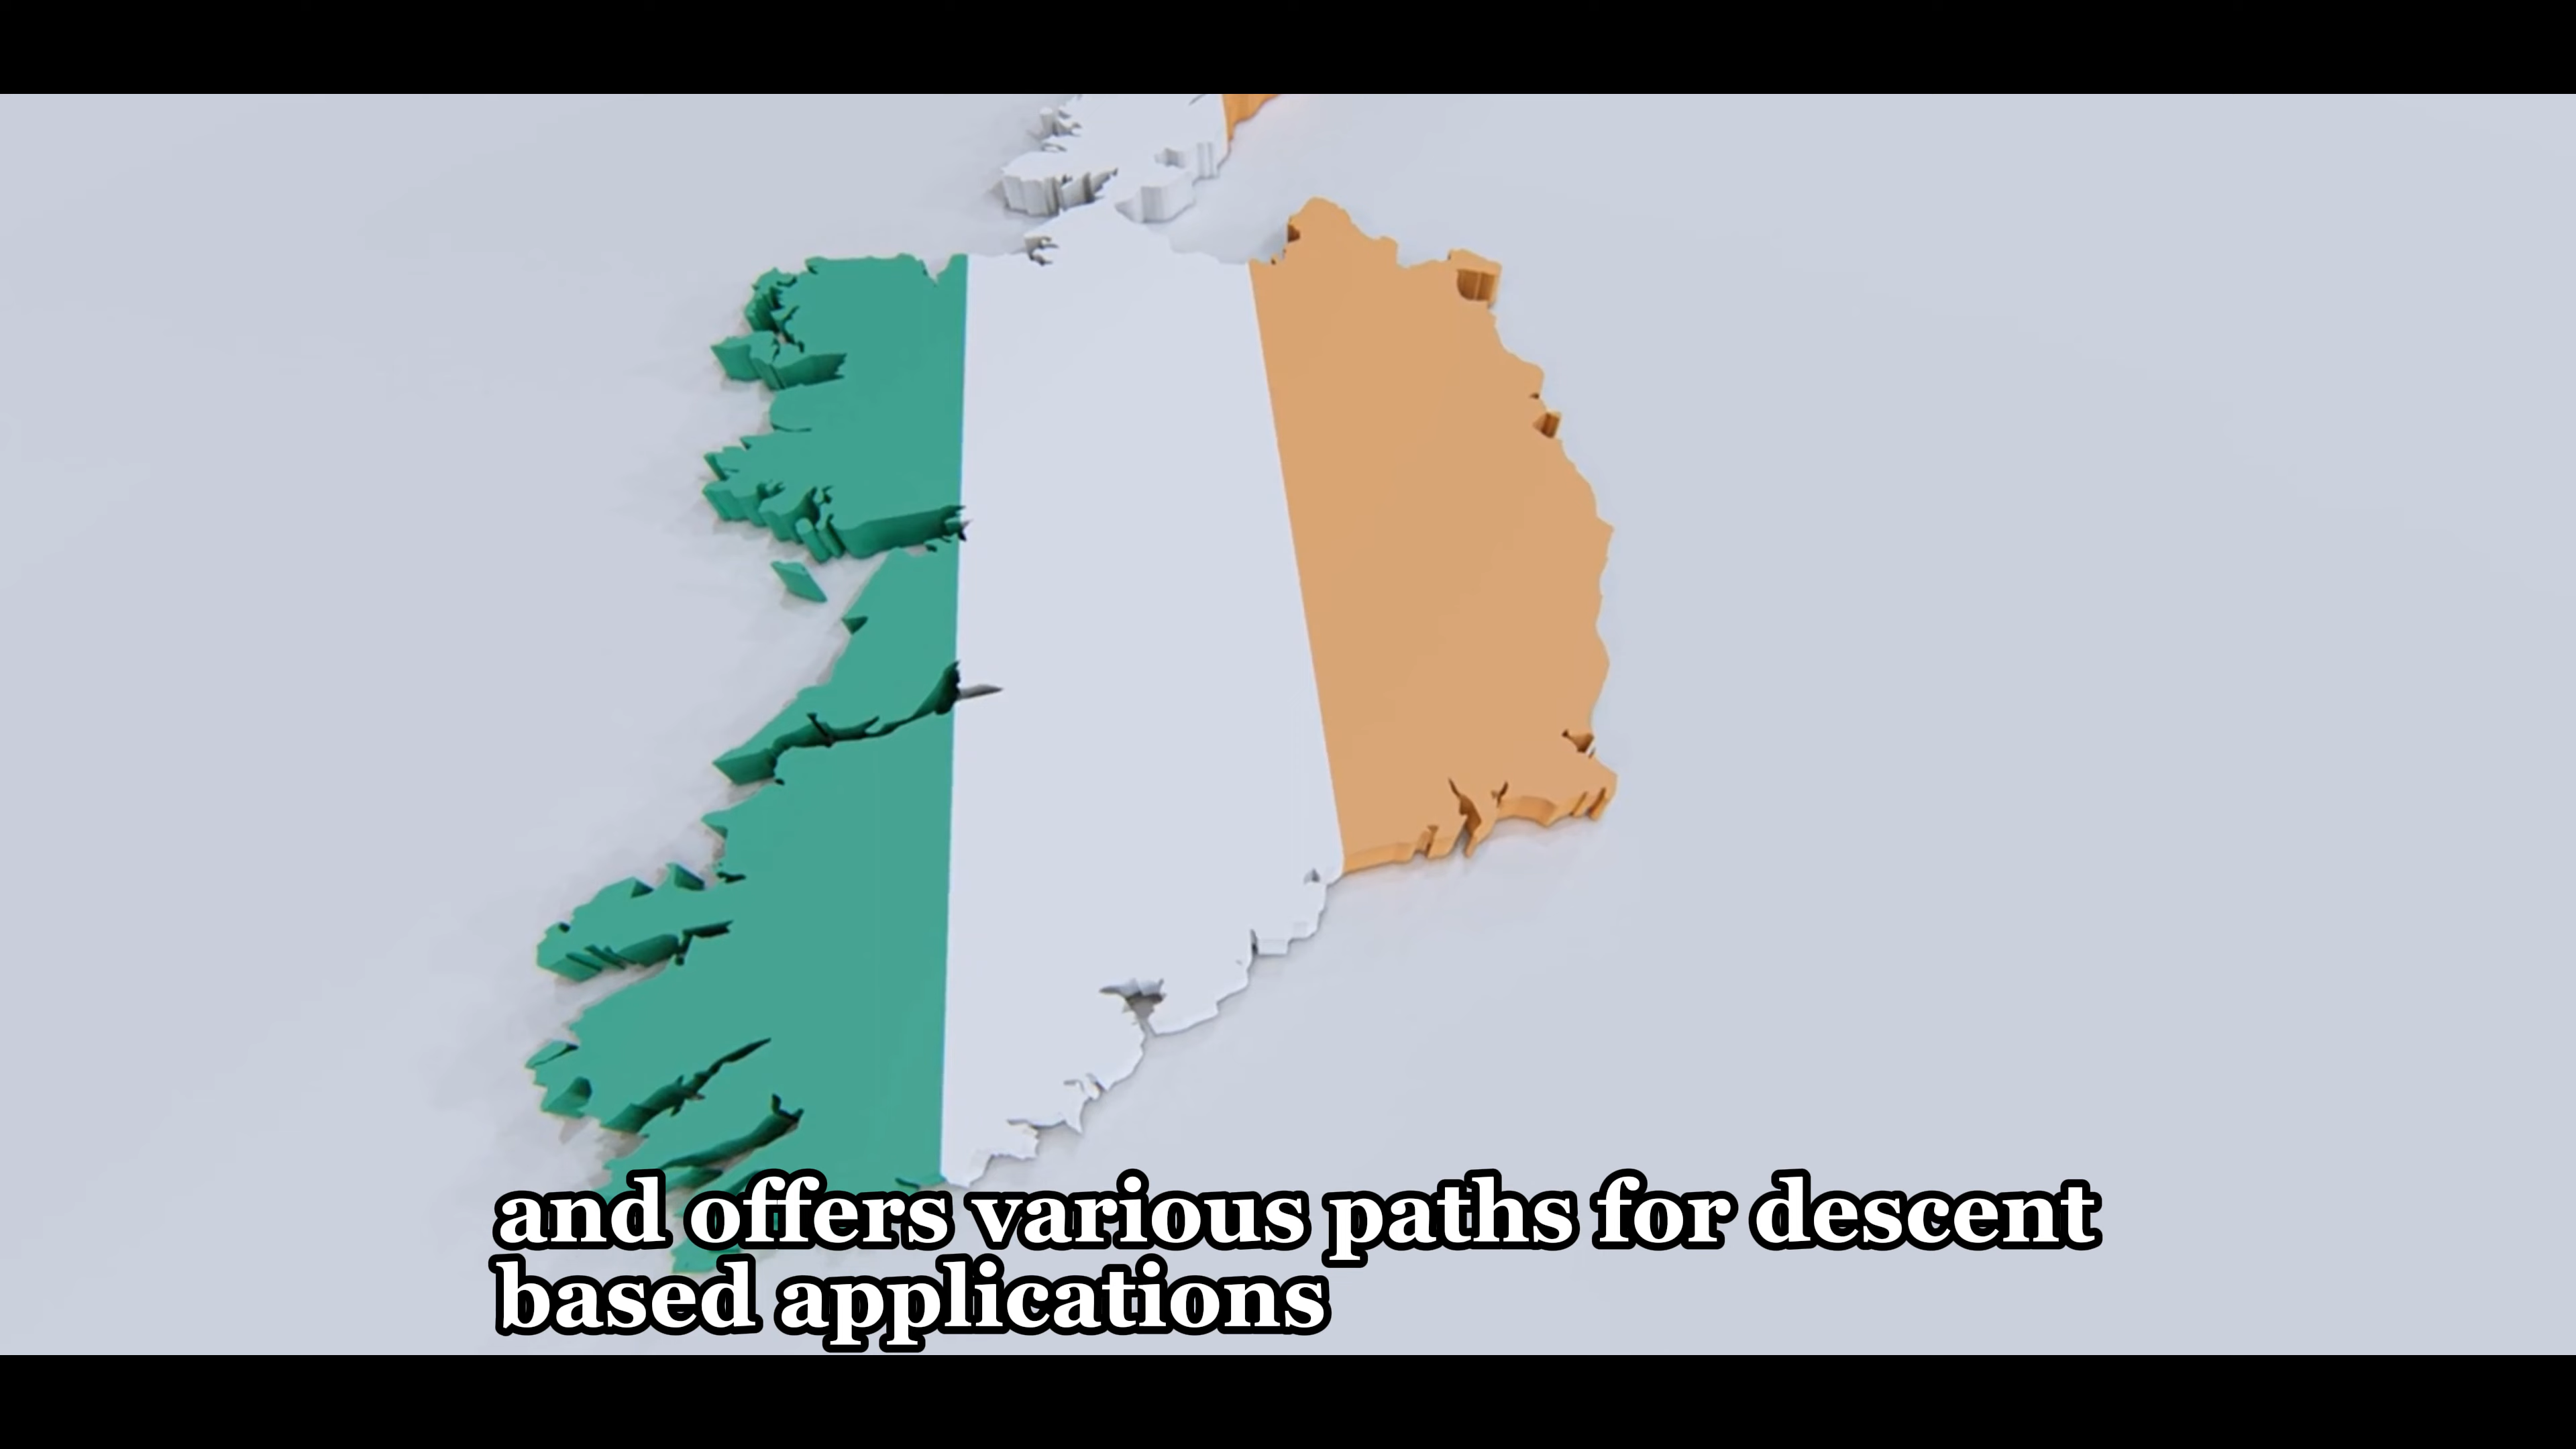 and offers various paths for descent
based applications